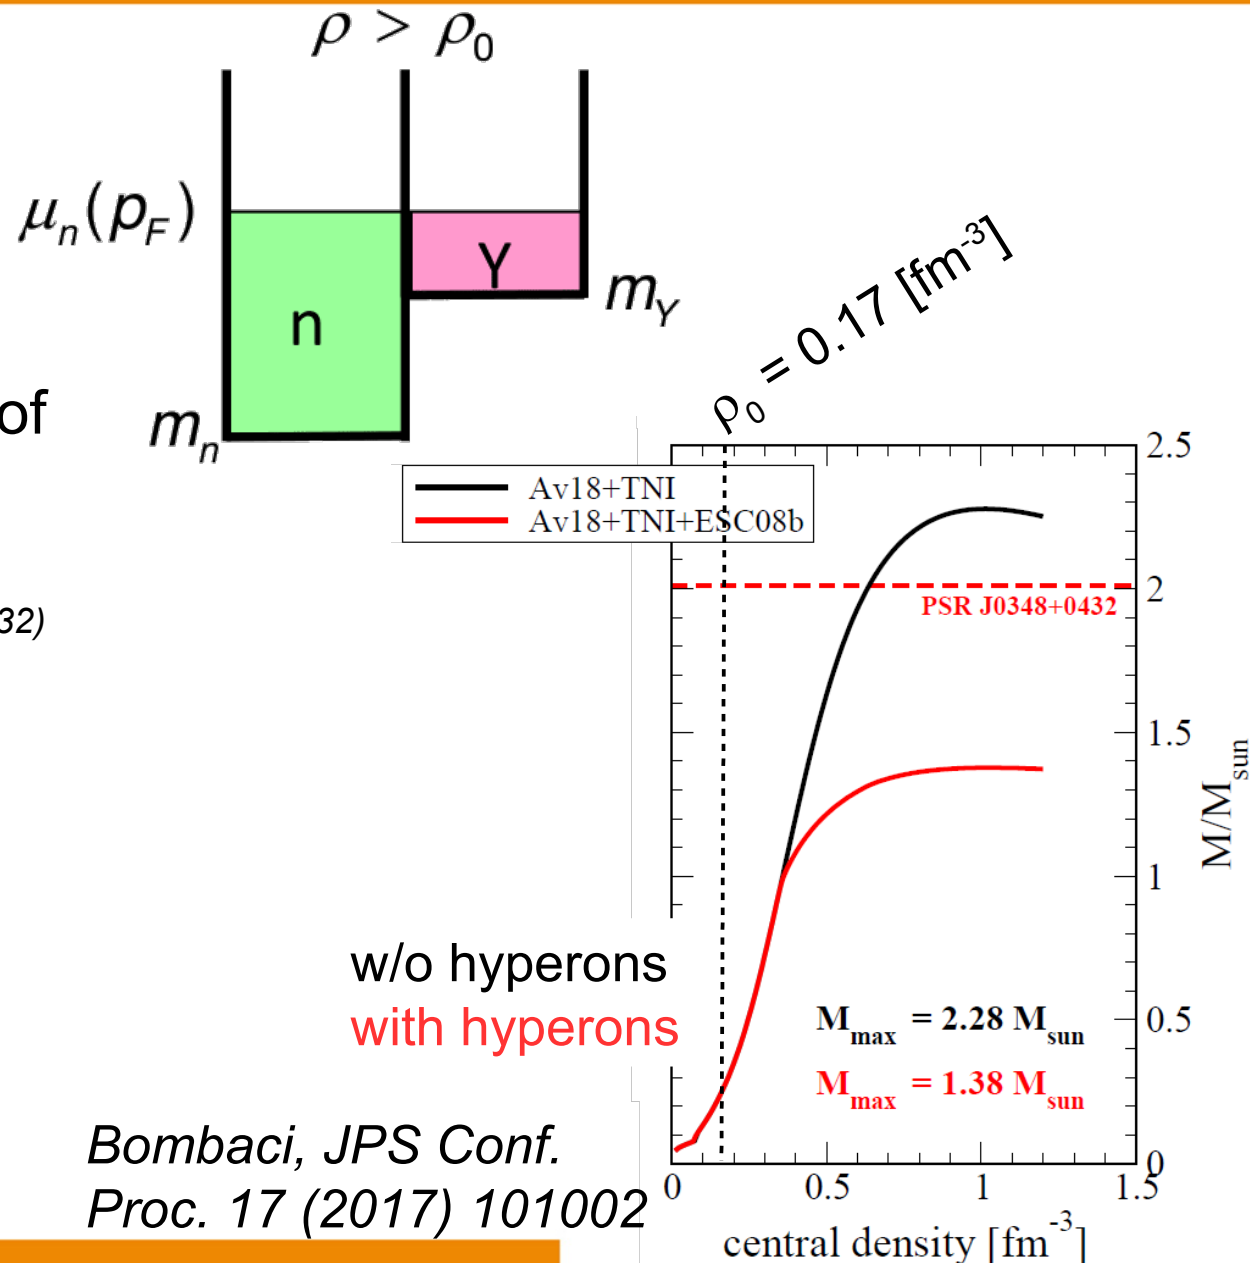 ρ > ρ0
μn(pF)
n
Y
mY
mn
of
32)
ρ0 = 0.17 [fm-3]
Av18+TNI
Av18+TNI+ESC08b
PSR J0348+0432
2.5
2
1.5
1
0.5
0
M/Msun
w/o hyperons
with hyperons
Mmax = 2.28 Msun
Mmax = 1.38 Msun
0 0.5 1 1.5
central density [fm-3]
Bombaci, JPS Conf.
Proc. 17 (2017) 101002